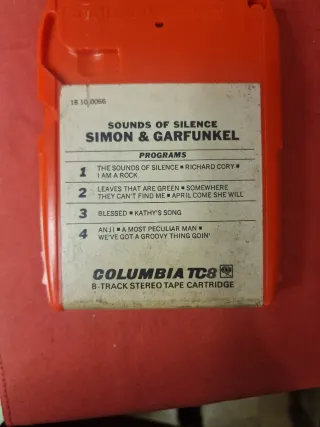 18 10 0066
SOUNDS OF SILENCE
SIMON & GARFUNKEL
PROGRAMS
1 THE SOUNDS OF SILENCE ■ RICHARD CORY ■
I AM A ROCK
2 LEAVES THAT ARE GREEN ■ SOMEWHERE
THEY CAN'T FIND ME ■ APRIL COME SHE WILL
3 BLESSED ■ KATHY'S SONG
4 ANJI ■ A MOST PECULIAR MAN ■
WE'VE GOT A GROOVY THING GOIN'
COLUMBIA TC8
8-TRACK STEREO TAPE CARTRIDGE